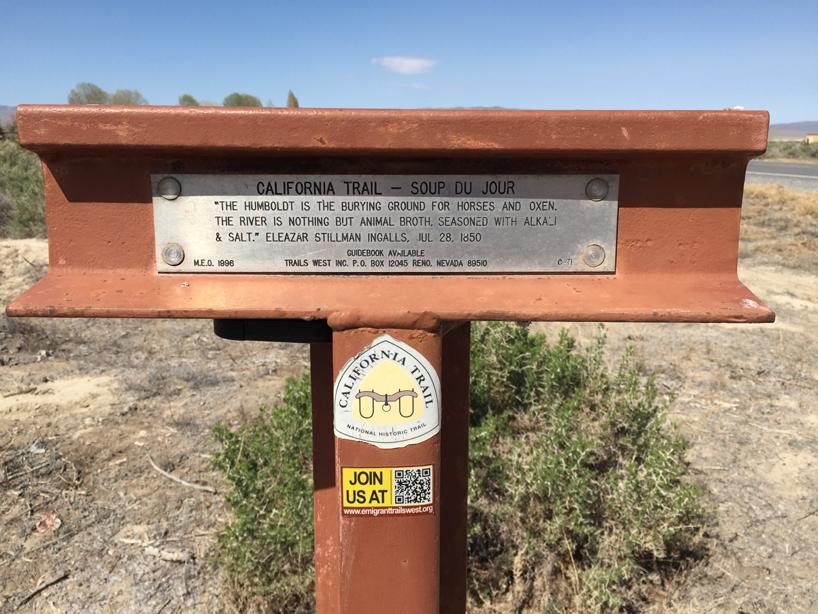 CALIFORNIA TRAIL – SOUP DU JOUR
"THE HUMBOLDT IS THE BURYING GROUND FOR HORSES AND OXEN.
THE RIVER IS NOTHING BUT ANIMAL BROTH, SEASONED WITH ALKALI
& SALT." ELEAZAR STILLMAN INGALLS, JUL 28, 1850
GUIDEBOOK AVAILABLE
M.E.O. 1996 TRAILS WEST INC. P.O. BOX 12045 RENO, NEVADA 89510 C-71
CALIFORNIA TRAIL
NATIONAL HISTORIC TRAIL
JOIN
US AT
www.emigranttrailswest.org